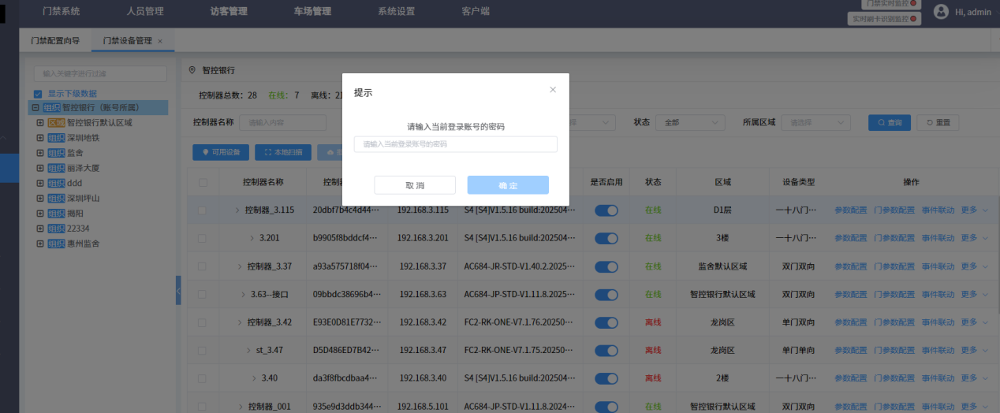 门禁系统 人员管理 访客管理 车场管理 系统设置 客户端
门禁实时监控
实时刷卡识别监控
Hi, admin
门禁配置向导 门禁设备管理 ×
输入关键字进行过滤
显示下级数据
组织 智控银行（账号所属）
区域 智控银行默认区域
组织 深圳地铁
组织 监舍
组织 丽泽大厦
组织 ddd
组织 深圳坪山
组织 揭阳
组织 22334
组织 惠州监舍
智控银行
控制器总数：28 在线：7 离线：21
控制器名称 请输入内容 状态 全部 所属区域 请选择 查询 重置
可用设备 本地扫描
提示
请输入当前登录账号的密码
请输入当前登录账号的密码
取 消 确 定
控制器名称 是否启用 状态 区域 设备类型 操作
控制器_3.115 20dbf7b4c4d44··· 192.168.3.115 S4 [S4]V1.5.16 build:202504··· 在线 D1层 一十八门··· 参数配置 门参数配置 事件联动 更多
3.201 b9905f8bddcf4··· 192.168.3.201 S4 [S4]V1.5.16 build:202504··· 在线 3楼 一十八门··· 参数配置 门参数配置 事件联动 更多
控制器_3.37 a93a575718f04··· 192.168.3.37 AC684-JR-STD-V1.40.2.2025··· 在线 监舍默认区域 双门双向 参数配置 门参数配置 事件联动 更多
3.63--接口 09bbdc38696b4··· 192.168.3.63 AC684-JP-STD-V1.11.8.2025··· 在线 智控银行默认区域 双门双向 参数配置 门参数配置 事件联动 更多
控制器_3.42 E93E0D81E7732··· 192.168.3.42 FC2-RK-ONE-V7.1.76.20250··· 离线 龙岗区 单门双向 参数配置 门参数配置 事件联动 更多
st_3.47 D5D486ED7B42··· 192.168.3.47 FC2-RK-ONE-V7.1.75.20250··· 离线 龙岗区 单门单向 参数配置 门参数配置 事件联动 更多
3.40 da3f8fbcdbaa4··· 192.168.3.40 S4 [S4]V1.5.16 build:202504··· 离线 2楼 一十八门··· 参数配置 门参数配置 事件联动 更多
控制器_001 935e9d3ddb344··· 192.168.5.101 AC684-JP-STD-V1.11.8.2024··· 在线 智控银行默认区域 双门双向 参数配置 门参数配置 事件联动 更多